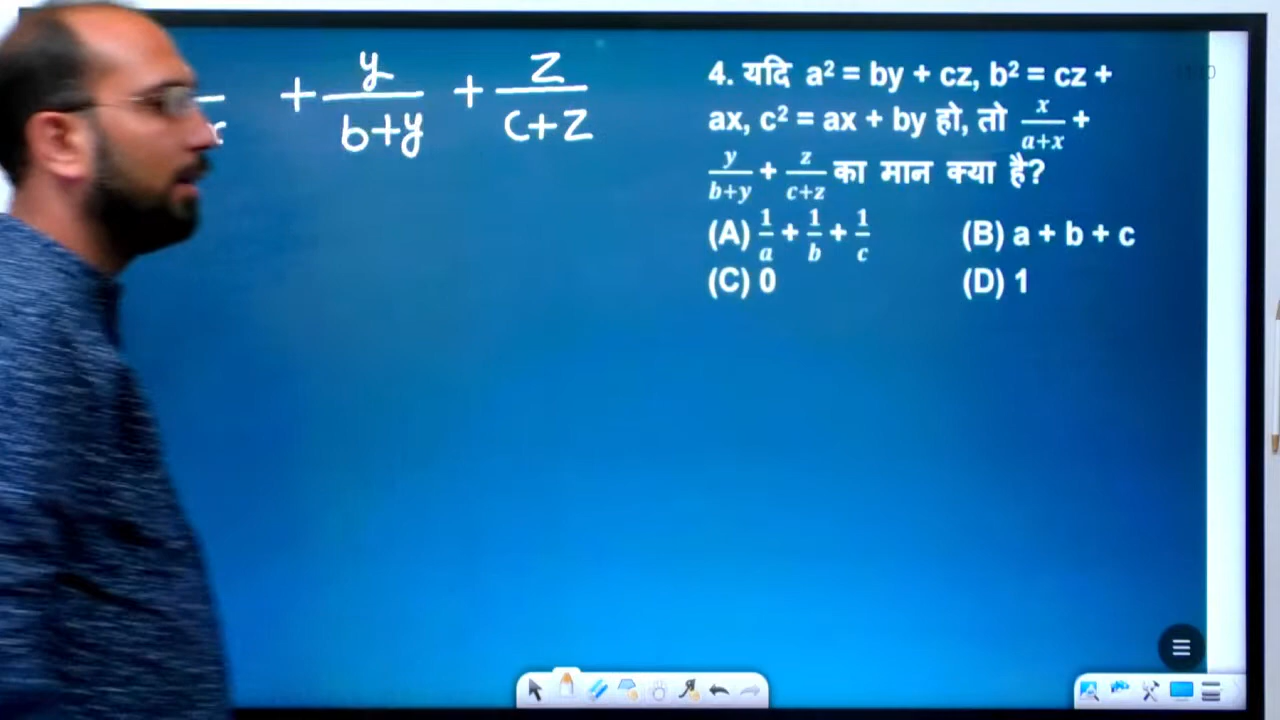 + y/(b+y) + z/(c+z)
4. यदि a² = by + cz, b² = cz +
ax, c² = ax + by हो, तो x/(a+x) +
y/(b+y) + z/(c+z) का मान क्या है?
(A) 1/a + 1/b + 1/c (B) a + b + c
(C) 0 (D) 1